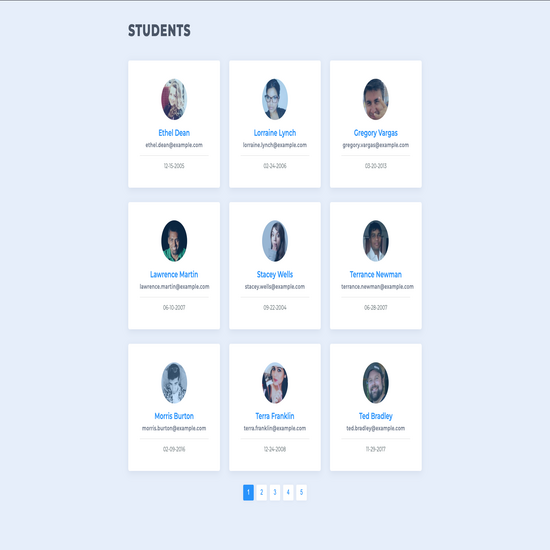 STUDENTS
Ethel Dean
ethel.dean@example.com
12-15-2005
Lorraine Lynch
lorraine.lynch@example.com
02-24-2006
Gregory Vargas
gregory.vargas@example.com
03-20-2013
Lawrence Martin
lawrence.martin@example.com
06-10-2007
Stacey Wells
stacey.wells@example.com
09-22-2004
Terrance Newman
terrance.newman@example.com
06-28-2007
Morris Burton
morris.burton@example.com
02-09-2016
Terra Franklin
terra.franklin@example.com
12-24-2008
Ted Bradley
ted.bradley@example.com
11-29-2017
1 2 3 4 5